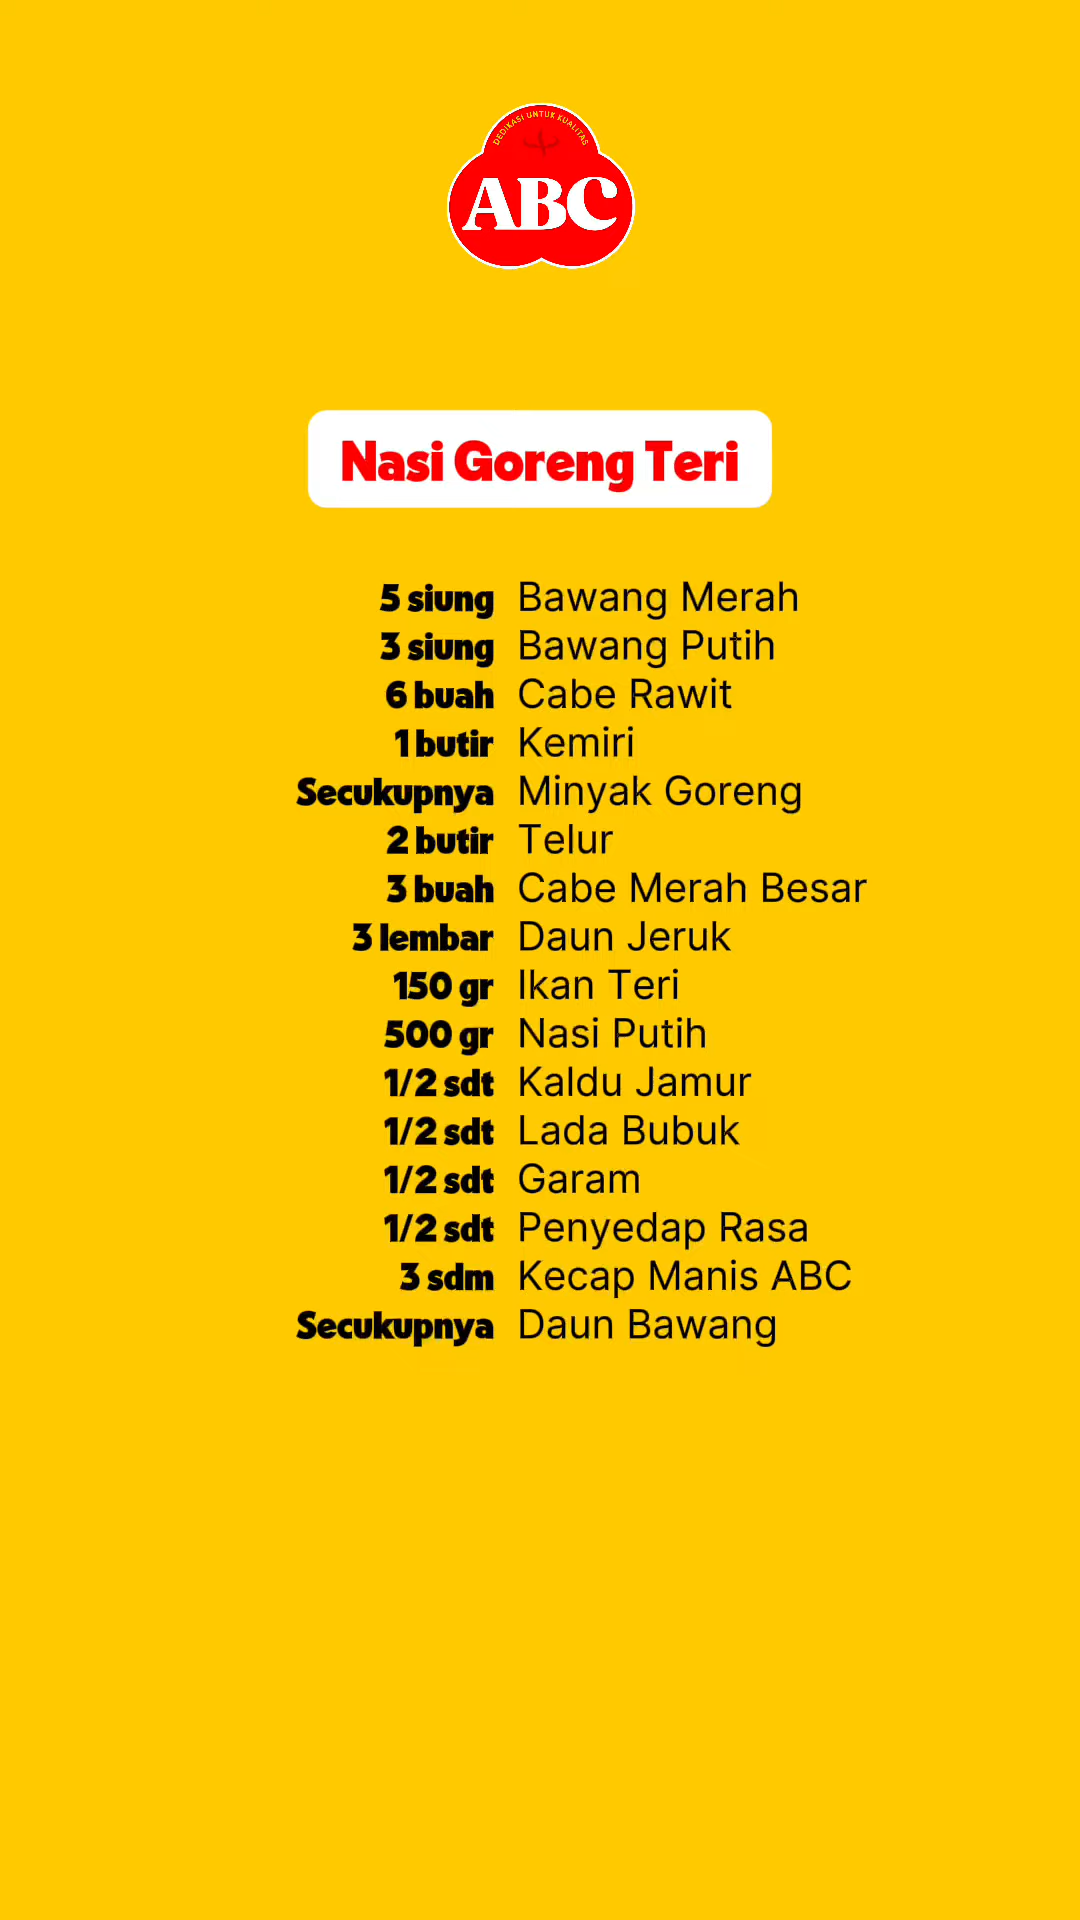 DEDIKASI UNTUK KUALITAS
ABC
Nasi Goreng Teri
5 siung Bawang Merah
3 siung Bawang Putih
6 buah Cabe Rawit
1 butir Kemiri
Secukupnya Minyak Goreng
2 butir Telur
3 buah Cabe Merah Besar
3 lembar Daun Jeruk
150 gr Ikan Teri
500 gr Nasi Putih
1/2 sdt Kaldu Jamur
1/2 sdt Lada Bubuk
1/2 sdt Garam
1/2 sdt Penyedap Rasa
3 sdm Kecap Manis ABC
Secukupnya Daun Bawang